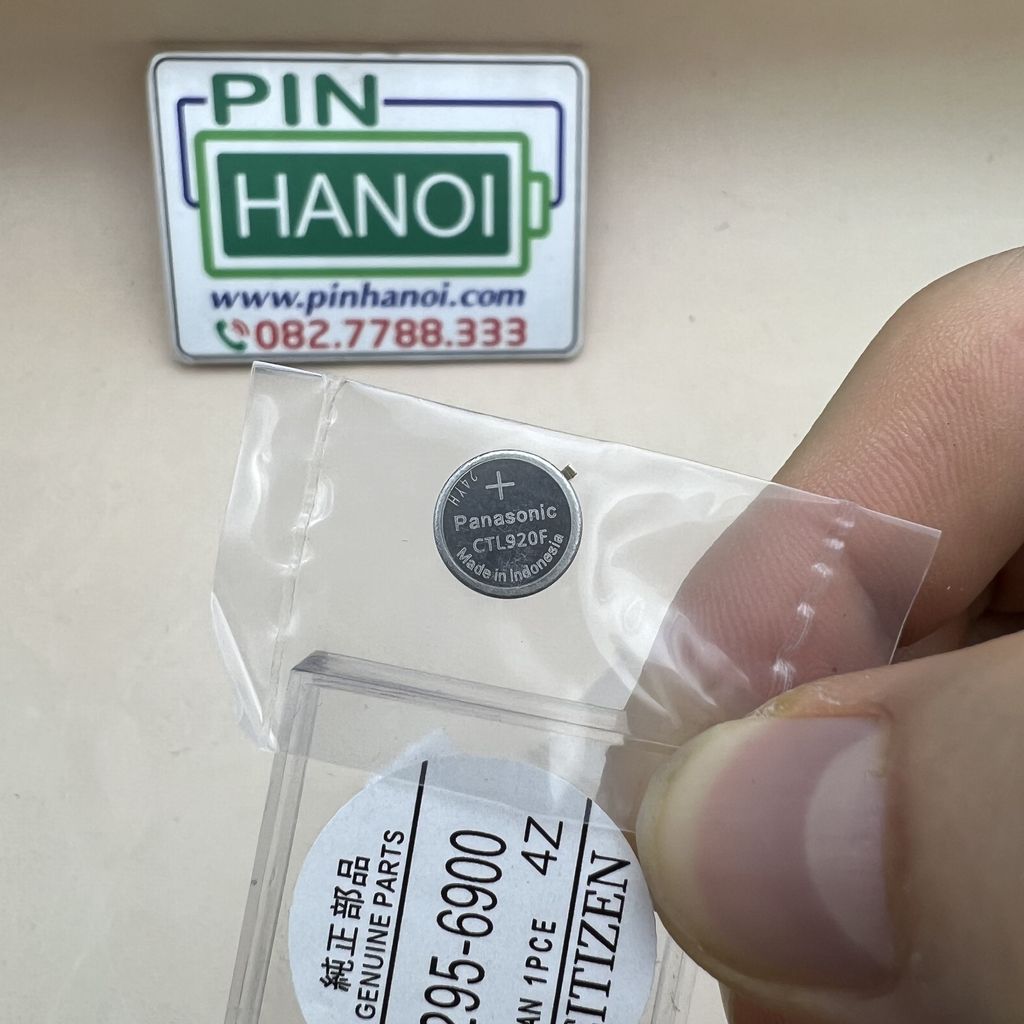 PIN
HANOI
www.pinhanoi.com
082.7788.333
24YH
+
Panasonic
CTL920F
Made in Indonesia
純正部品
GENUINE PARTS
295-6900
1PCE 4Z
CITIZEN